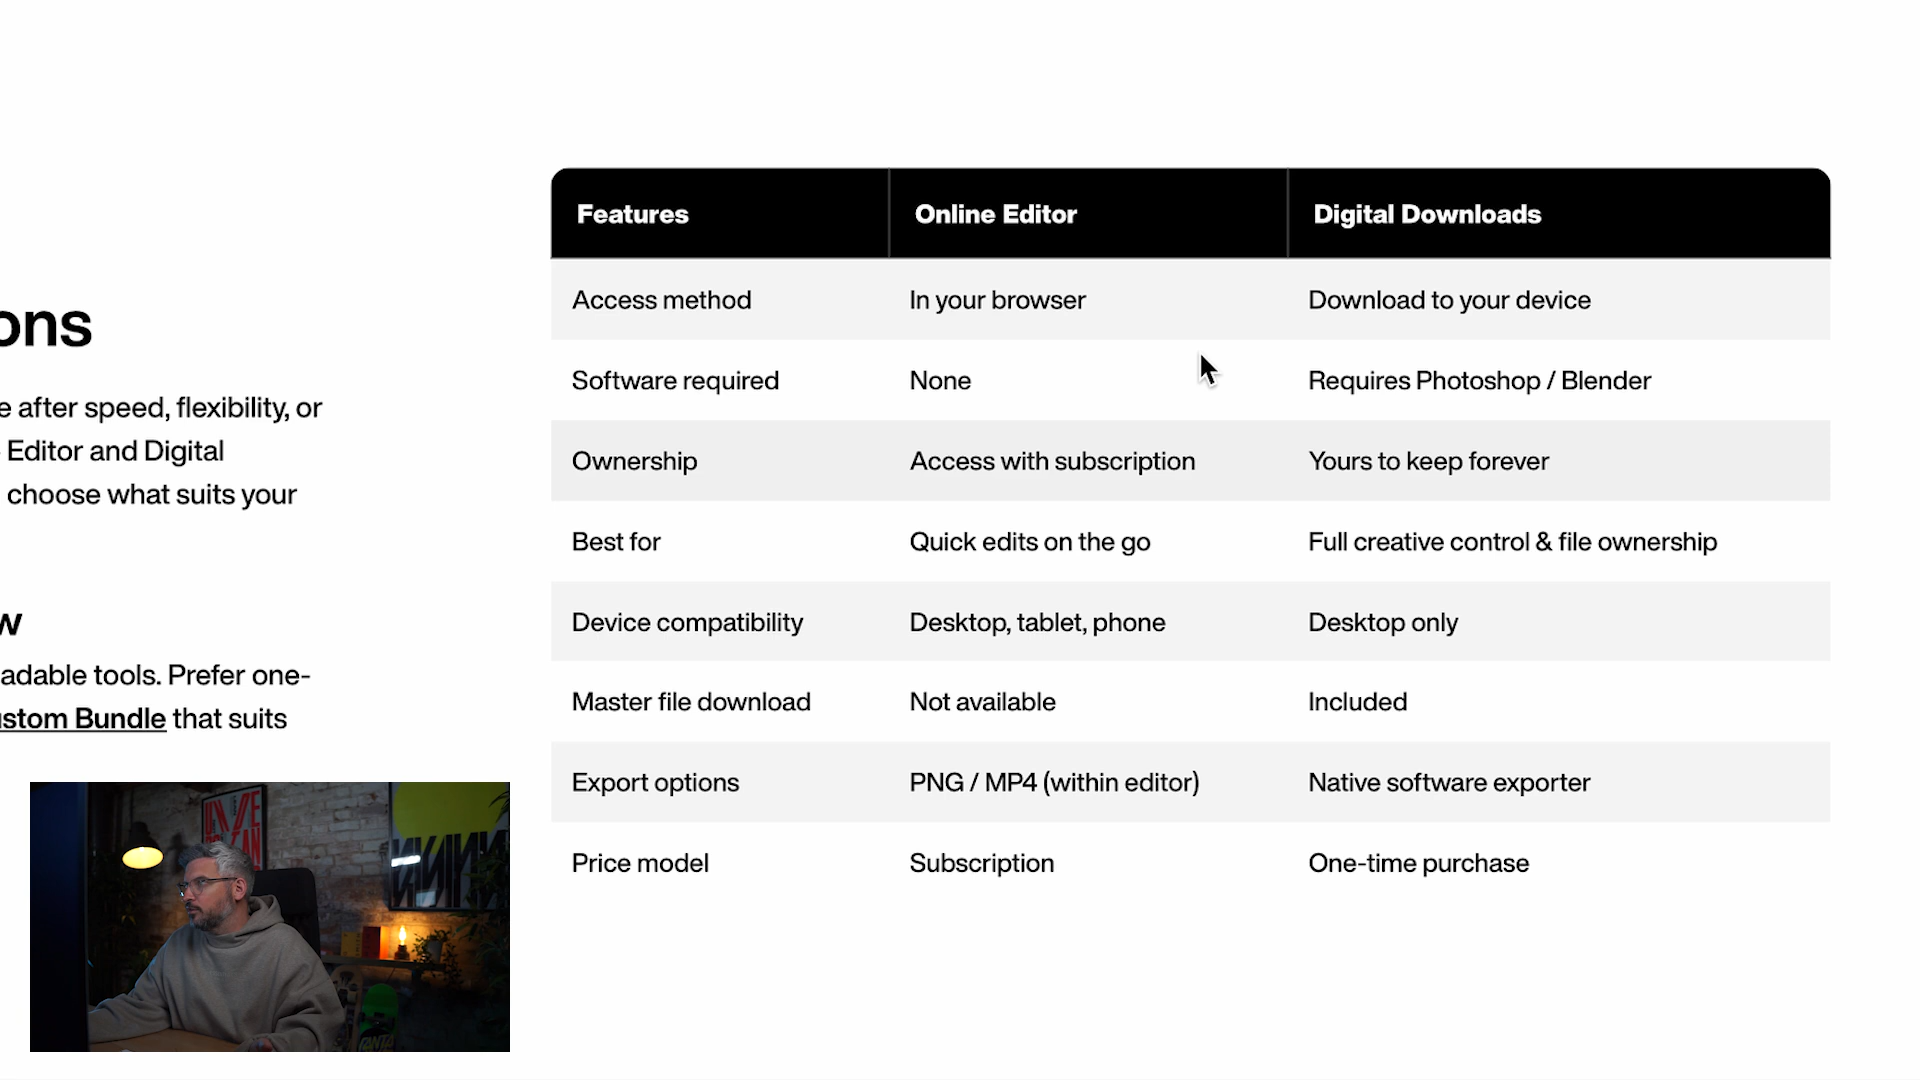 ons
e after speed, flexibility, or
Editor and Digital
choose what suits your
w
adable tools. Prefer one-
ustom Bundle that suits
Features Online Editor Digital Downloads
Access method In your browser Download to your device
Software required None Requires Photoshop / Blender
Ownership Access with subscription Yours to keep forever
Best for Quick edits on the go Full creative control & file ownership
Device compatibility Desktop, tablet, phone Desktop only
Master file download Not available Included
Export options PNG / MP4 (within editor) Native software exporter
Price model Subscription One-time purchase